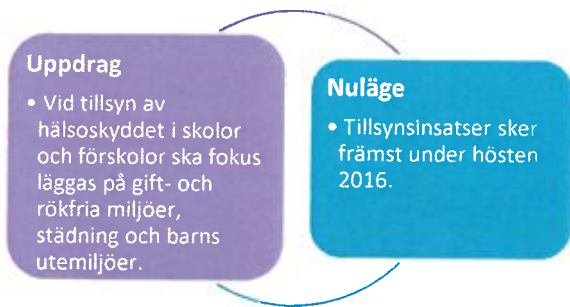 Uppdrag
• Vid tillsyn av
hälsoskyddet i skolor
och förskolor ska fokus
läggas på gift- och
rökfria miljöer,
städning och barns
utemiljöer.
Nuläge
• Tillsynsinsatser sker
främst under hösten
2016.